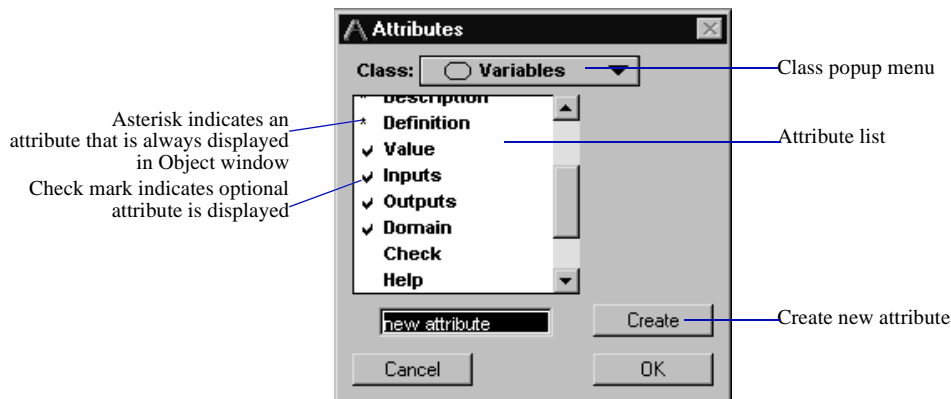 Attributes
Class: Variables
Class popup menu
Description
Asterisk indicates an
attribute that is always displayed
in Object window
* Definition
Attribute list
✓ Value
Check mark indicates optional
attribute is displayed
✓ Inputs
✓ Outputs
✓ Domain
Check
Help
new attribute
Create
Create new attribute
Cancel
OK